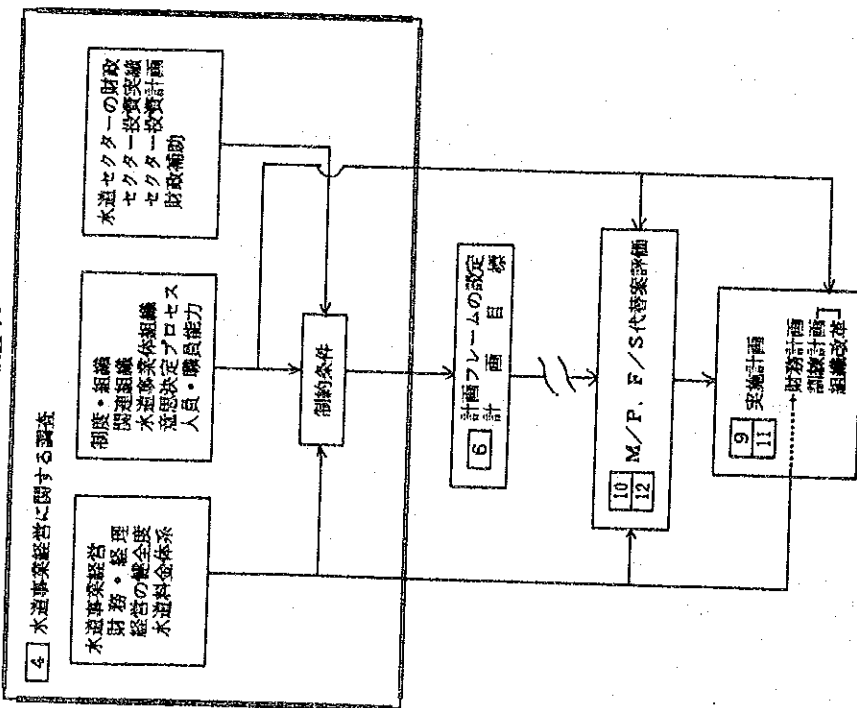 4 水道事業経営に関する調査
水道事業経営
財務・経理
経営の健全度
水道料金体系
制度・組織
関連組織
水道事業体組織
意思決定プロセス
人員・職員能力
水道セクターの財政
セクター投資実績
セクター投資計画
財政補助
制約条件
6 計画フレームの設定
計画目標
10
12
M/P、F/S代替案評価
9
11
実施計画
財務計画
訓練計画
組織改革